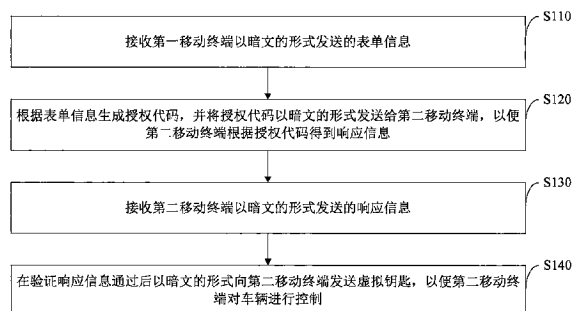 S110
接收第一移动终端以暗文的形式发送的表单信息
S120
根据表单信息生成授权代码，并将授权代码以暗文的形式发送给第二移动终端，以便
第二移动终端根据授权代码得到响应信息
S130
接收第二移动终端以暗文的形式发送的响应信息
S140
在验证响应信息通过后以暗文的形式向第二移动终端发送虚拟钥匙，以便第二移动终
端对车辆进行控制